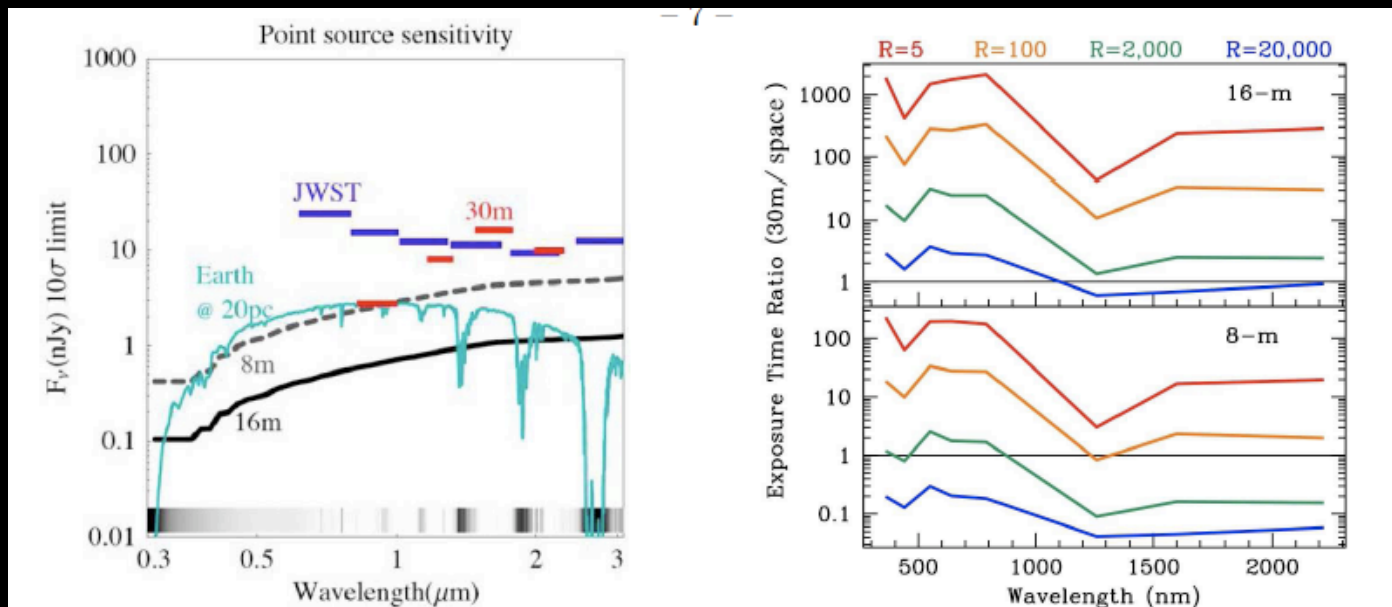 – 7 –
Point source sensitivity
1000
100
10
1
0.1
0.01
Fν(nJy) 10σ limit
JWST
30m
Earth
@ 20pc
8m
16m
0.3 0.5 1 2 3
Wavelength(μm)
R=5 R=100 R=2,000 R=20,000
Exposure Time Ratio (30m/space)
1000
100
10
1
16-m
100
10
1
0.1
8-m
500 1000 1500 2000
Wavelength (nm)